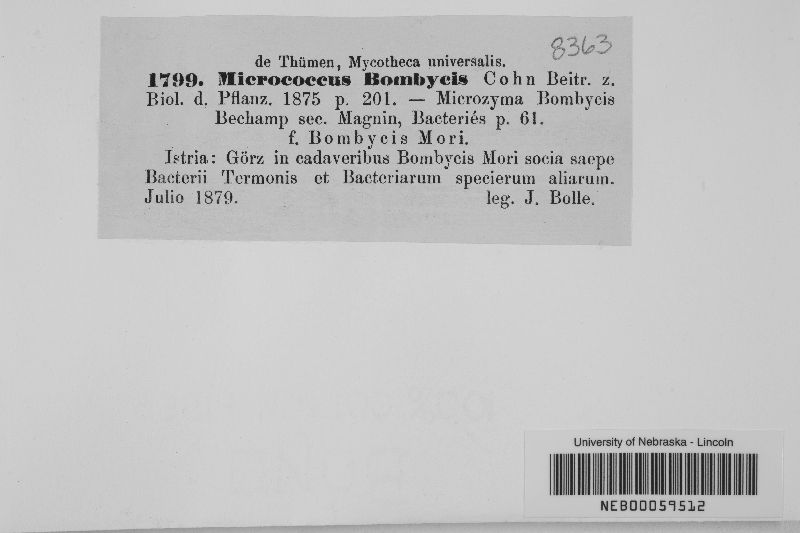 8363
de Thümen, Mycotheca universalis.
1799. Micrococcus Bombycis Cohn Beitr. z.
Biol. d. Pflanz. 1875 p. 201. — Microzyma Bombycis
Bechamp sec. Magnin, Bacteriés p. 61.
f. Bombycis Mori.
Istria: Görz in cadaveribus Bombycis Mori socia saepe
Bacterii Termonis et Bacteriarum specierum aliarum.
Julio 1879. leg. J. Bolle.
University of Nebraska - Lincoln
NEB00059512